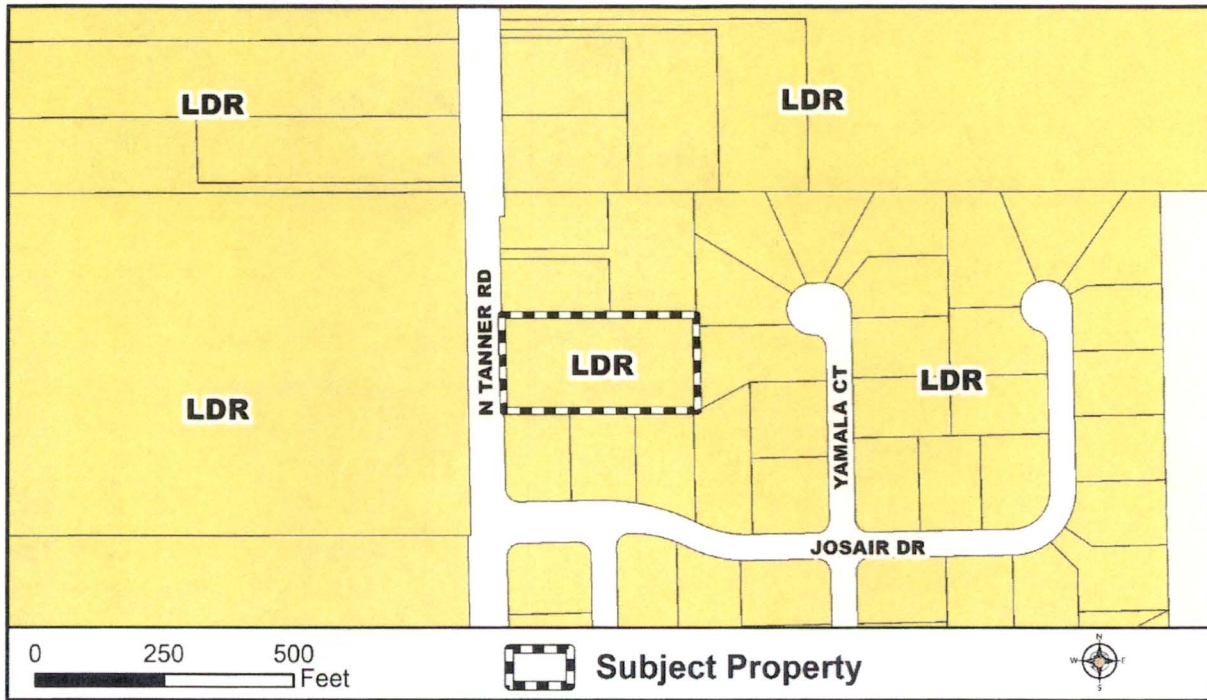 LDR
LDR
N TANNER RD
LDR
LDR
LDR
YAMALA CT
JOSAIR DR
0 250 500
Feet
Subject Property
N
W E
S